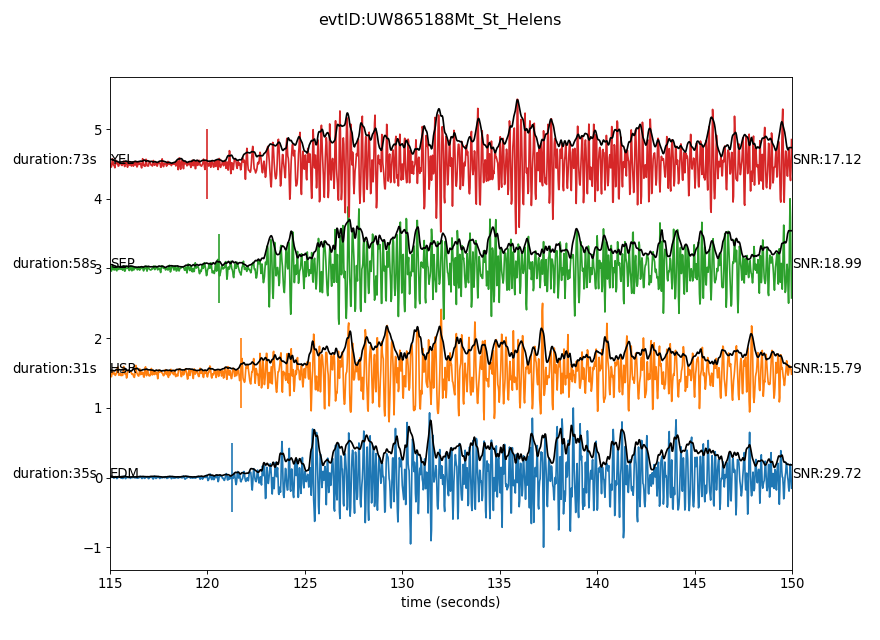 evtID:UW865188Mt_St_Helens
5
duration:73s YEL SNR:17.12
4
duration:58s 3 SEP SNR:18.99
2
duration:31s HSR SNR:15.79
1
duration:35s 0 EDM SNR:29.72
−1
115 120 125 130 135 140 145 150
time (seconds)